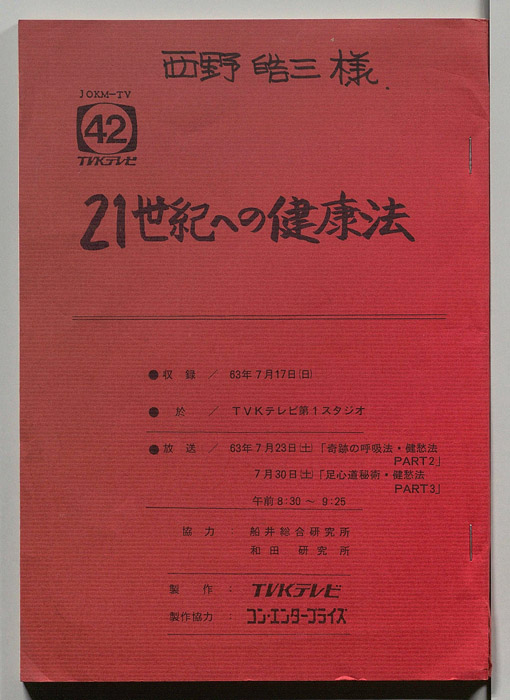 西野 皓三 様
JOKM-TV
42
TVKテレビ
21世紀への健康法
●収 録 ／ 63年7月17日(日)
● 於 ／ TVKテレビ第1スタジオ
●放 送 ／ 63年7月23日(土)「奇跡の呼吸法・健愁法
PART2」
7月30日(土)「足心道秘術・健愁法
PART3」
午前8:30～ 9:25
協 力 : 船井総合研究所
和田 研究所
製 作 : TVKテレビ
製作協力 : コン・エンタープライズ